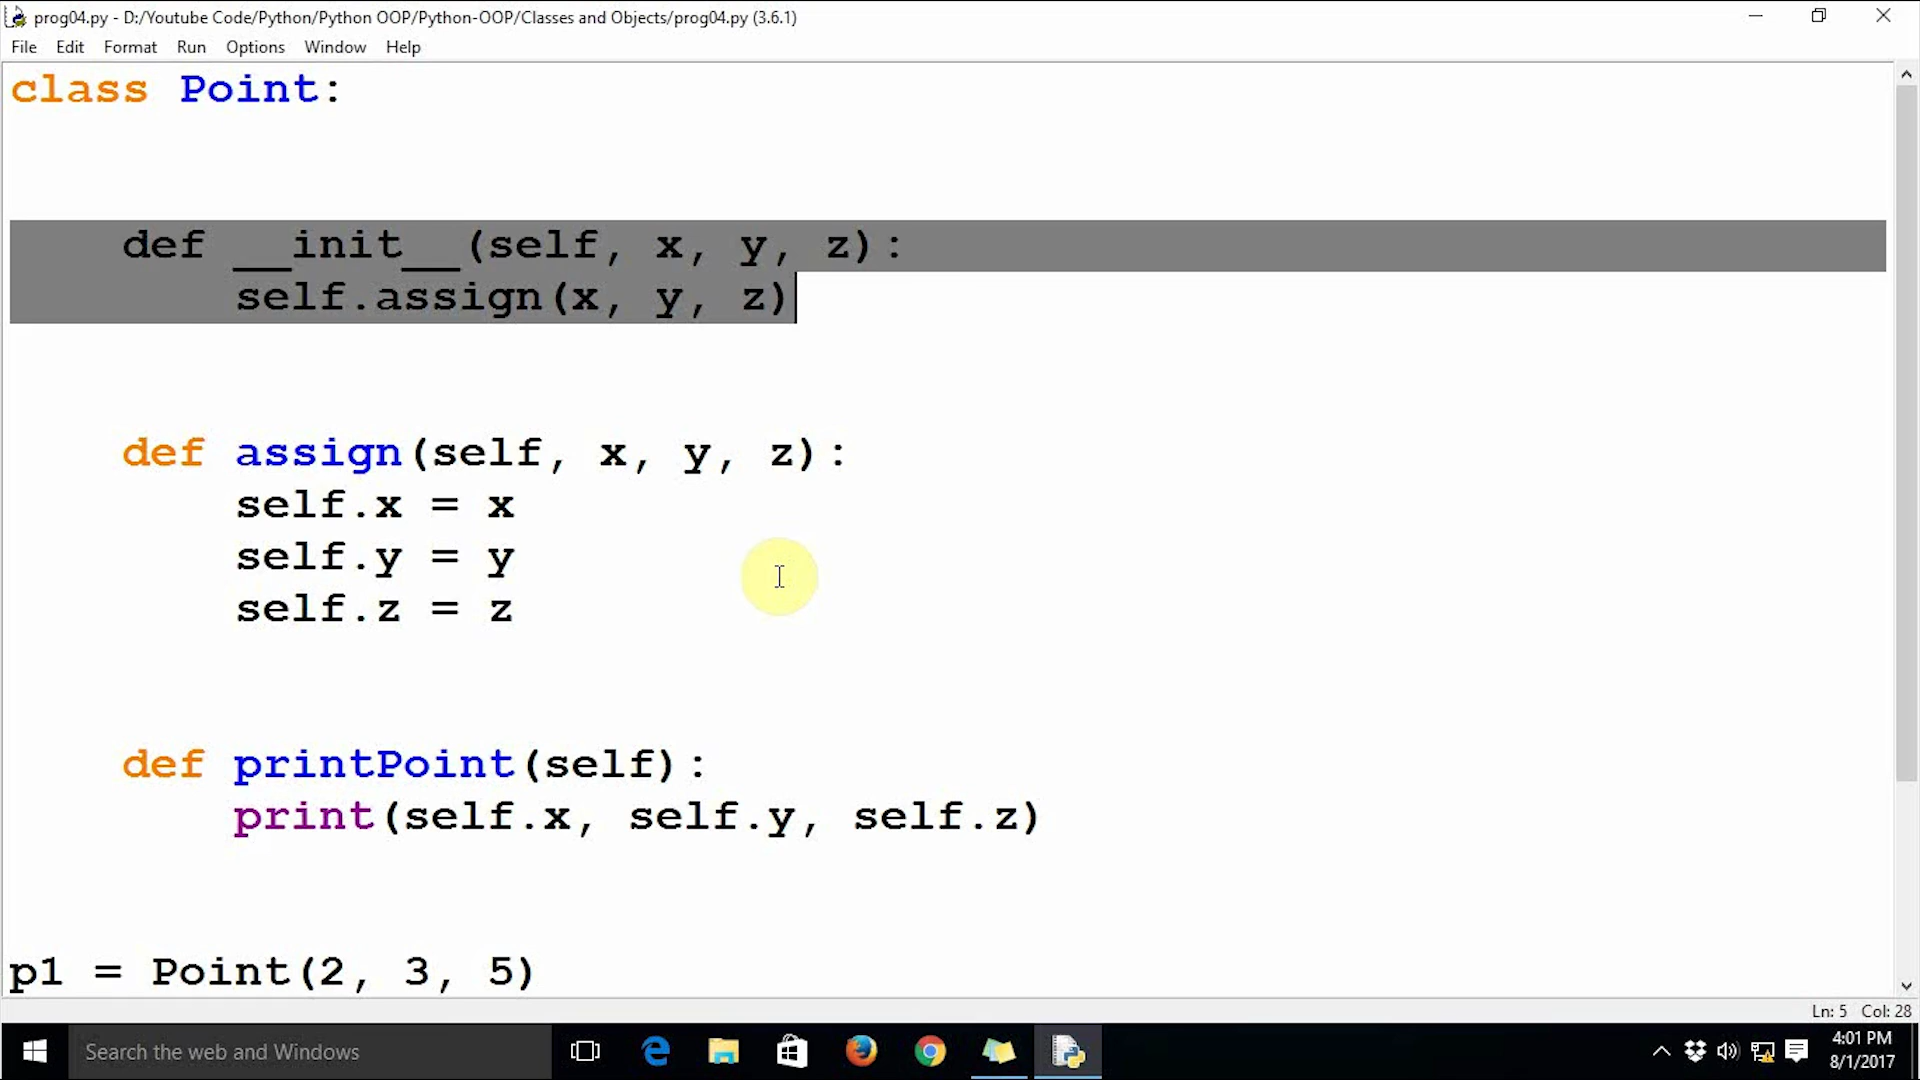 prog04.py - D:/Youtube Code/Python/Python OOP/Python-OOP/Classes and Objects/prog04.py (3.6.1)
File Edit Format Run Options Window Help
class Point:
def __init__(self, x, y, z):
self.assign(x, y, z)
def assign(self, x, y, z):
self.x = x
self.y = y
self.z = z
def printPoint(self):
print(self.x, self.y, self.z)
p1 = Point(2, 3, 5)
Ln: 5 Col: 28
Search the web and Windows
4:01 PM
8/1/2017